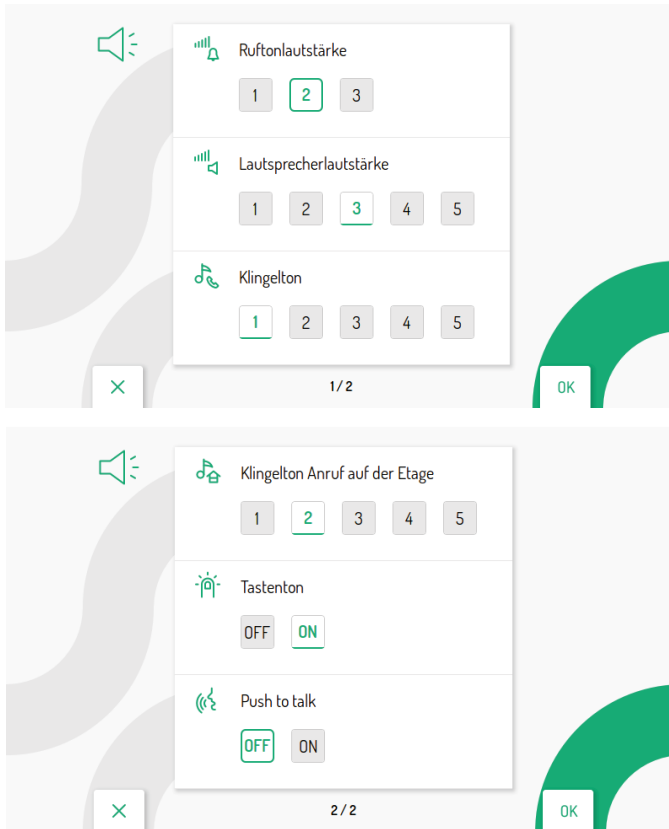 Ruftonlautstärke
1 2 3
Lautsprecherlautstärke
1 2 3 4 5
Klingelton
1 2 3 4 5
1 / 2
OK
Klingelton Anruf auf der Etage
1 2 3 4 5
Tastenton
OFF ON
Push to talk
OFF ON
2 / 2
OK